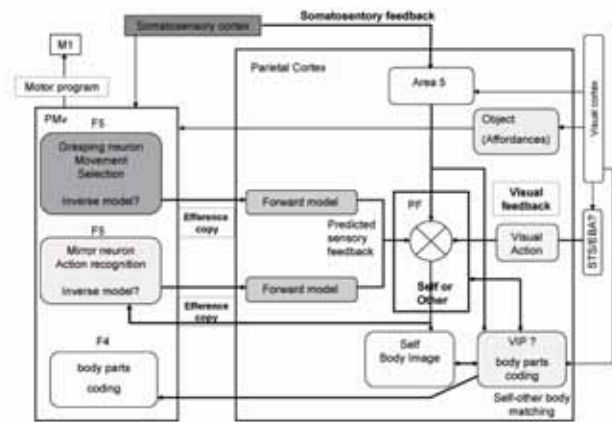 Somatosensory cortex
Somatosentory feedback
M1
Motor program
Parietal Cortex
Area 5
Visual cortex
PMv
F5
Grasping neuron
Movement
Selection
Inverse model?
Object
(Affordances)
Efference
copy
Forward model
Predicted
sensory
feedback
PF
Visual
feedback
Visual
Action
STS/EBA?
F5
Mirror neuron
Action recognition
Inverse model?
Forward model
Efference
copy
Self or
Other
F4
body parts
coding
Self
Body Image
VIP ?
body parts
coding
Self-other body
matching